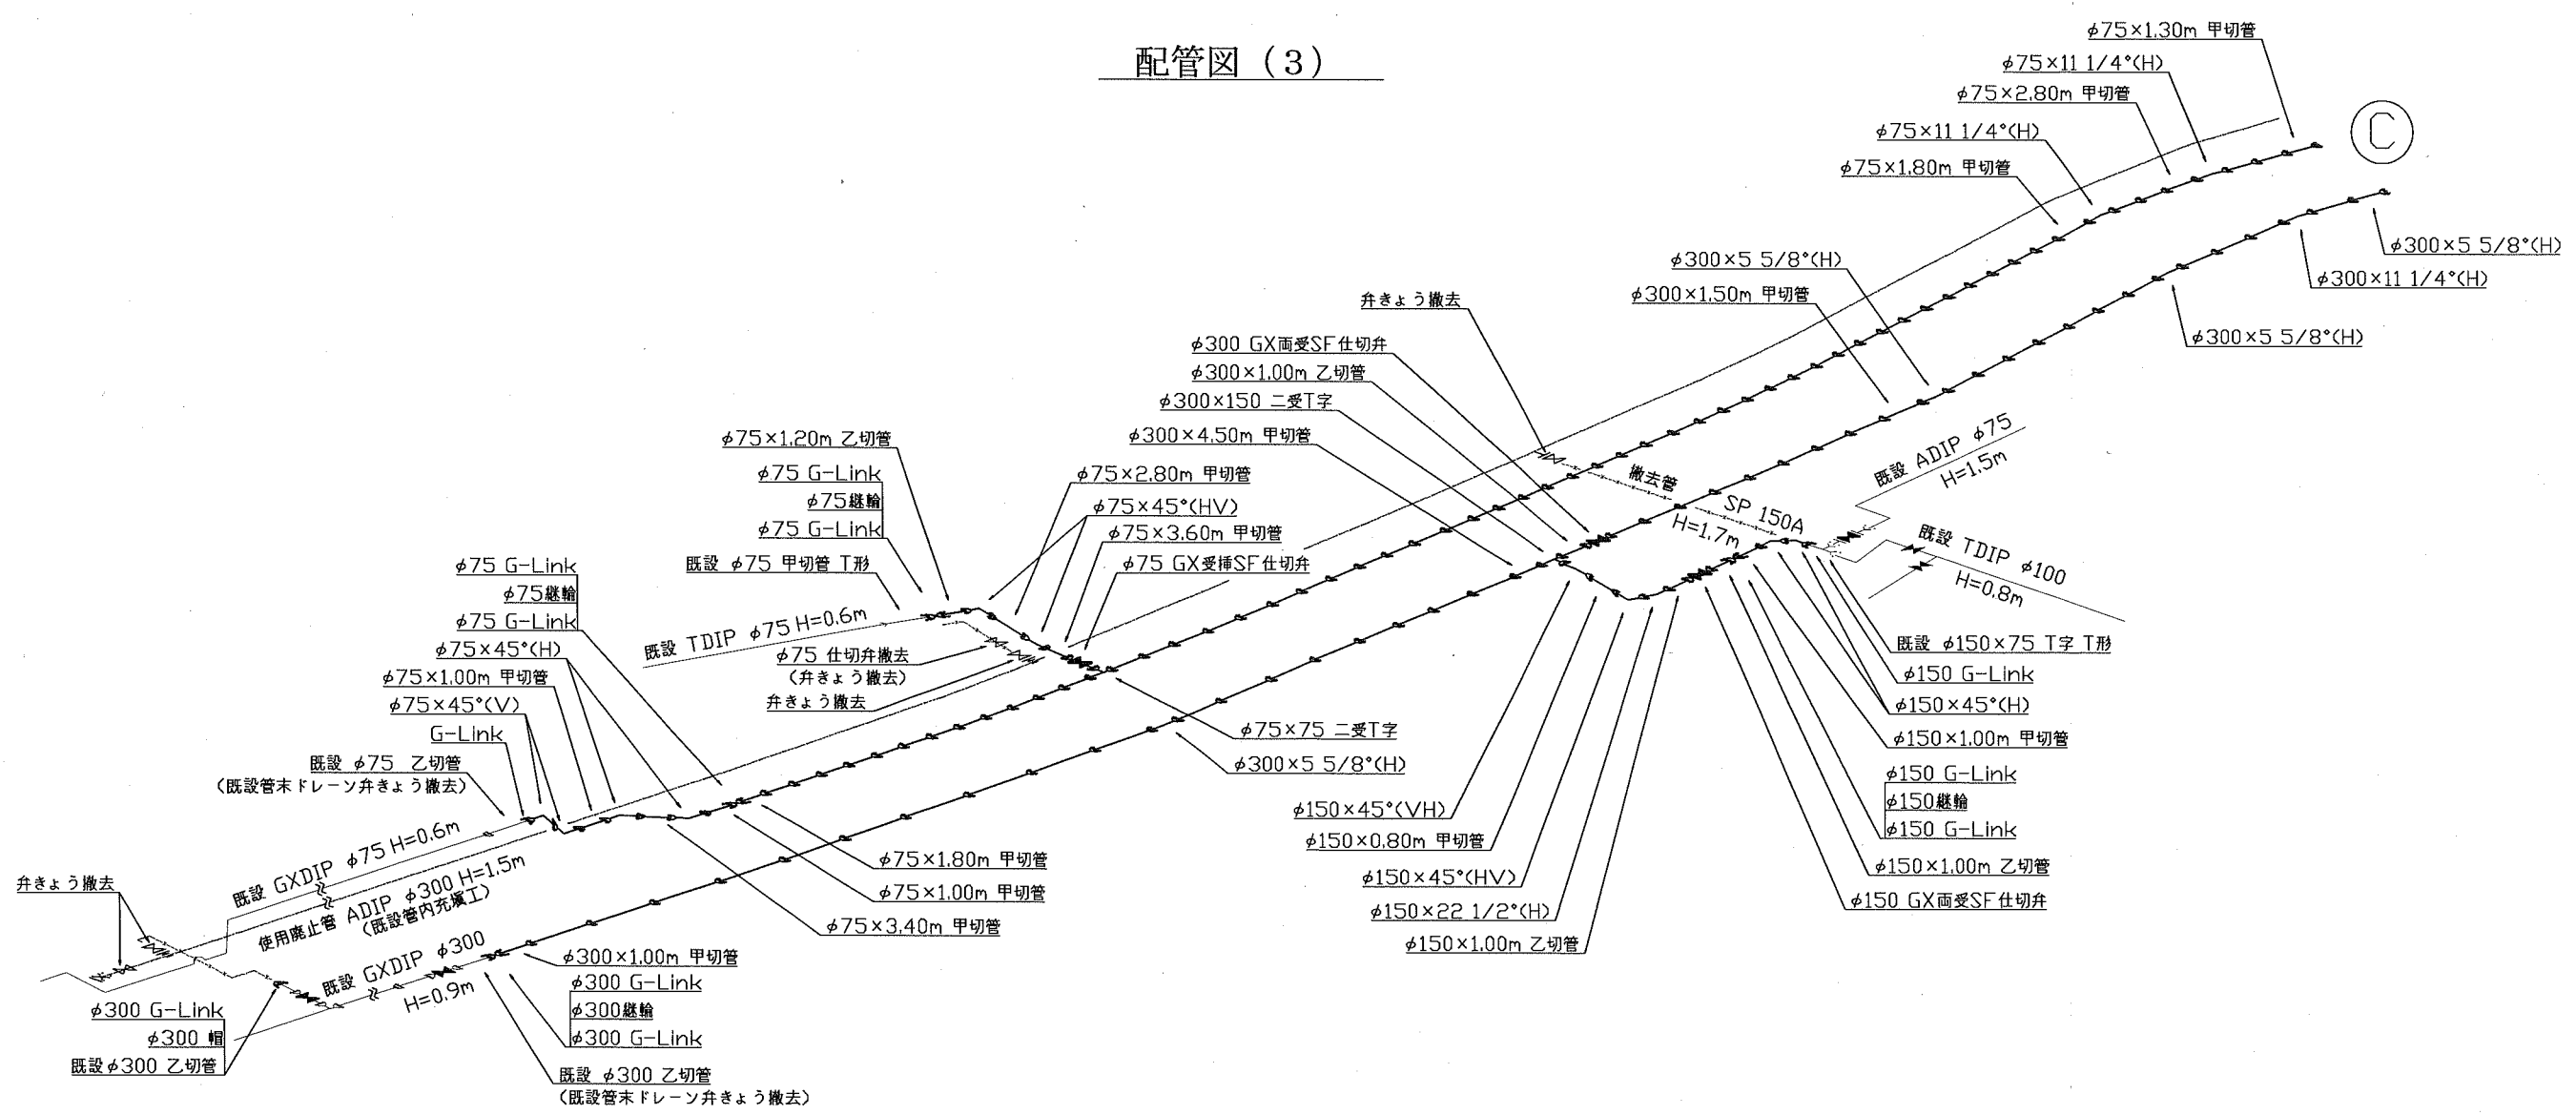 配管図（3）
φ75×1.30m 甲切管
φ75×11 1/4°(H)
φ75×2.80m 甲切管
φ75×11 1/4°(H)
φ75×1.80m 甲切管
C
φ300×5 5/8°(H)
φ300×11 1/4°(H)
φ300×5 5/8°(H)
φ300×5 5/8°(H)
φ300×1.50m 甲切管
弁きょう撤去
φ300 GX両受SF仕切弁
φ300×1.00m 乙切管
φ300×150 二受T字
φ300×4.50m 甲切管
撤去管
SP 150A
H=1.7m
既設 ADIP φ75
H=1.5m
既設 TDIP φ100
H=0.8m
φ75×1.20m 乙切管
φ75 G-Link
φ75継輪
φ75 G-Link
既設 φ75 甲切管 T形
φ75×2.80m 甲切管
φ75×45°(HV)
φ75×3.60m 甲切管
φ75 GX受挿SF仕切弁
既設 TDIP φ75 H=0.6m
φ75 仕切弁撤去
（弁きょう撤去）
弁きょう撤去
φ75 G-Link
φ75継輪
φ75 G-Link
φ75×45°(H)
φ75×1.00m 甲切管
φ75×45°(V)
G-Link
既設 φ75 乙切管
（既設管末ドレーン弁きょう撤去）
φ75×75 二受T字
φ300×5 5/8°(H)
既設 φ150×75 T字 T形
φ150 G-Link
φ150×45°(H)
φ150×1.00m 甲切管
φ150 G-Link
φ150継輪
φ150 G-Link
φ150×1.00m 乙切管
φ150 GX両受SF仕切弁
φ150×45°(VH)
φ150×0.80m 甲切管
φ150×45°(HV)
φ150×22 1/2°(H)
φ150×1.00m 乙切管
φ75×1.80m 甲切管
φ75×1.00m 甲切管
φ75×3.40m 甲切管
既設 GXDIP φ75 H=0.6m
使用廃止管 ADIP φ300 H=1.5m
（既設管内充填工）
弁きょう撤去
既設 GXDIP φ300
H=0.9m
φ300×1.00m 甲切管
φ300 G-Link
φ300継輪
φ300 G-Link
既設 φ300 乙切管
（既設管末ドレーン弁きょう撤去）
φ300 G-Link
φ300 帽
既設φ300 乙切管